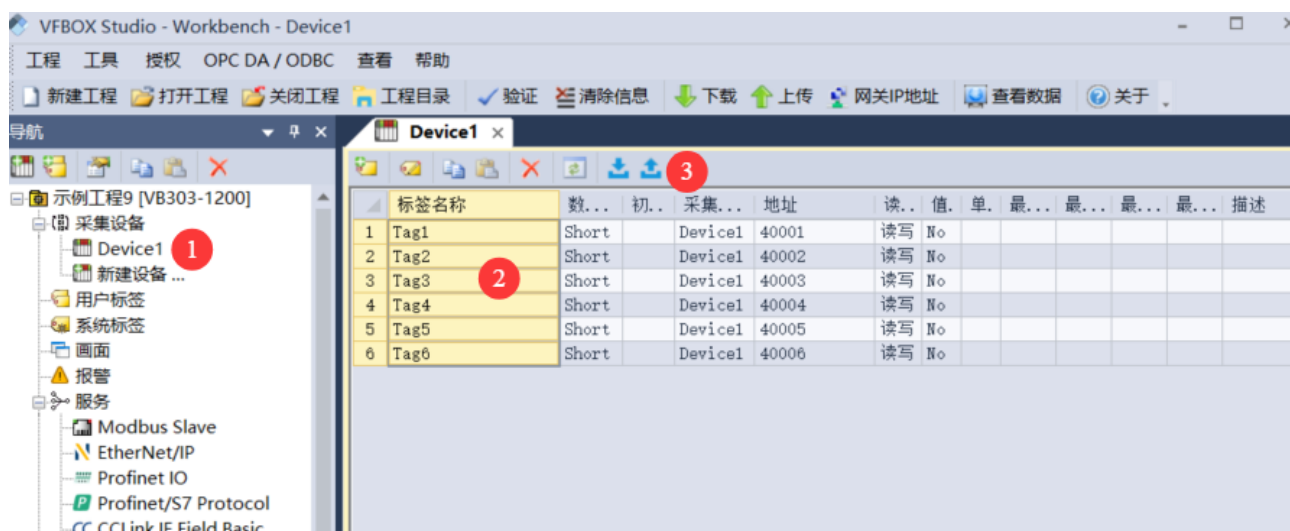 VFBOX Studio - Workbench - Device1
工程 工具 授权 OPC DA / ODBC 查看 帮助
新建工程 打开工程 关闭工程 工程目录 验证 清除信息 下载 上传 网关IP地址 查看数据 关于
导航
Device1
3
示例工程9 [VB303-1200]
采集设备
Device1 1
新建设备 ...
用户标签
系统标签
画面
报警
服务
Modbus Slave
EtherNet/IP
Profinet IO
Profinet/S7 Protocol
CCLink IE Field Basic
标签名称 数... 初.. 采集... 地址 读.. 值. 单. 最... 最... 最... 最... 描述
1 Tag1 Short Device1 40001 读写 No
2 Tag2 Short Device1 40002 读写 No
3 Tag3 2 Short Device1 40003 读写 No
4 Tag4 Short Device1 40004 读写 No
5 Tag5 Short Device1 40005 读写 No
6 Tag6 Short Device1 40006 读写 No